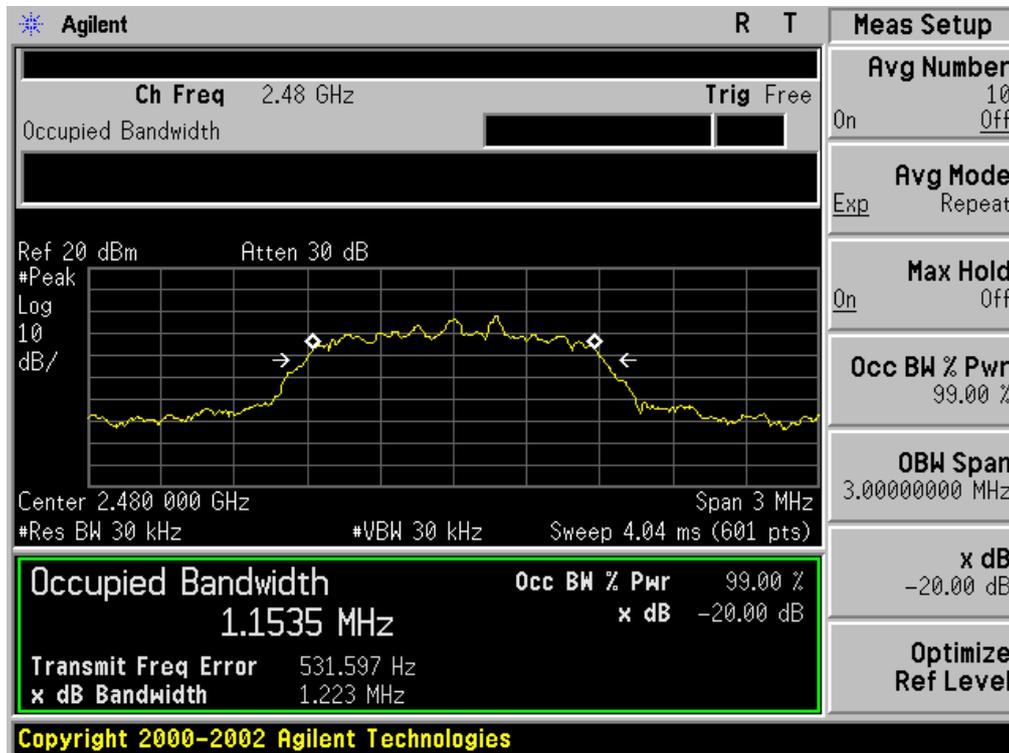 Agilent R T
Ch Freq 2.48 GHz Trig Free
Occupied Bandwidth
Ref 20 dBm Atten 30 dB
#Peak
Log
10
dB/
Center 2.480 000 GHz Span 3 MHz
#Res BW 30 kHz #VBW 30 kHz Sweep 4.04 ms (601 pts)
Occupied Bandwidth Occ BW % Pwr 99.00 %
1.1535 MHz x dB -20.00 dB
Transmit Freq Error 531.597 Hz
x dB Bandwidth 1.223 MHz
Copyright 2000-2002 Agilent Technologies
Meas Setup
Avg Number
10
On Off
Avg Mode
Exp Repeat
Max Hold
On Off
Occ BW % Pwr
99.00 %
OBW Span
3.00000000 MHz
x dB
-20.00 dB
Optimize
Ref Level